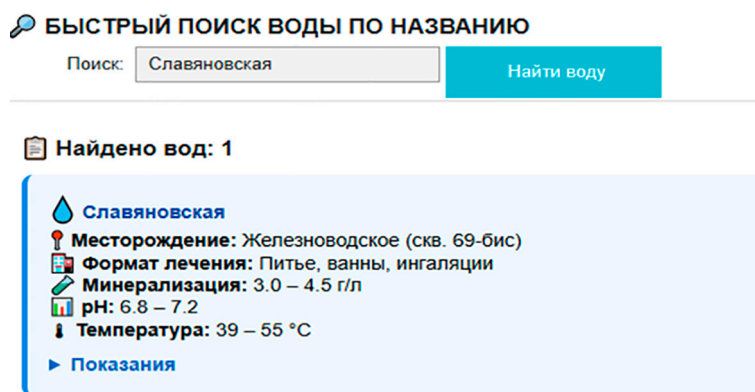 БЫСТРЫЙ ПОИСК ВОДЫ ПО НАЗВАНИЮ
Поиск: Славяновская Найти воду
Найдено вод: 1
Славяновская
Месторождение: Железноводское (скв. 69-бис)
Формат лечения: Питье, ванны, ингаляции
Минерализация: 3.0 – 4.5 г/л
pH: 6.8 – 7.2
Температура: 39 – 55 °C
Показания